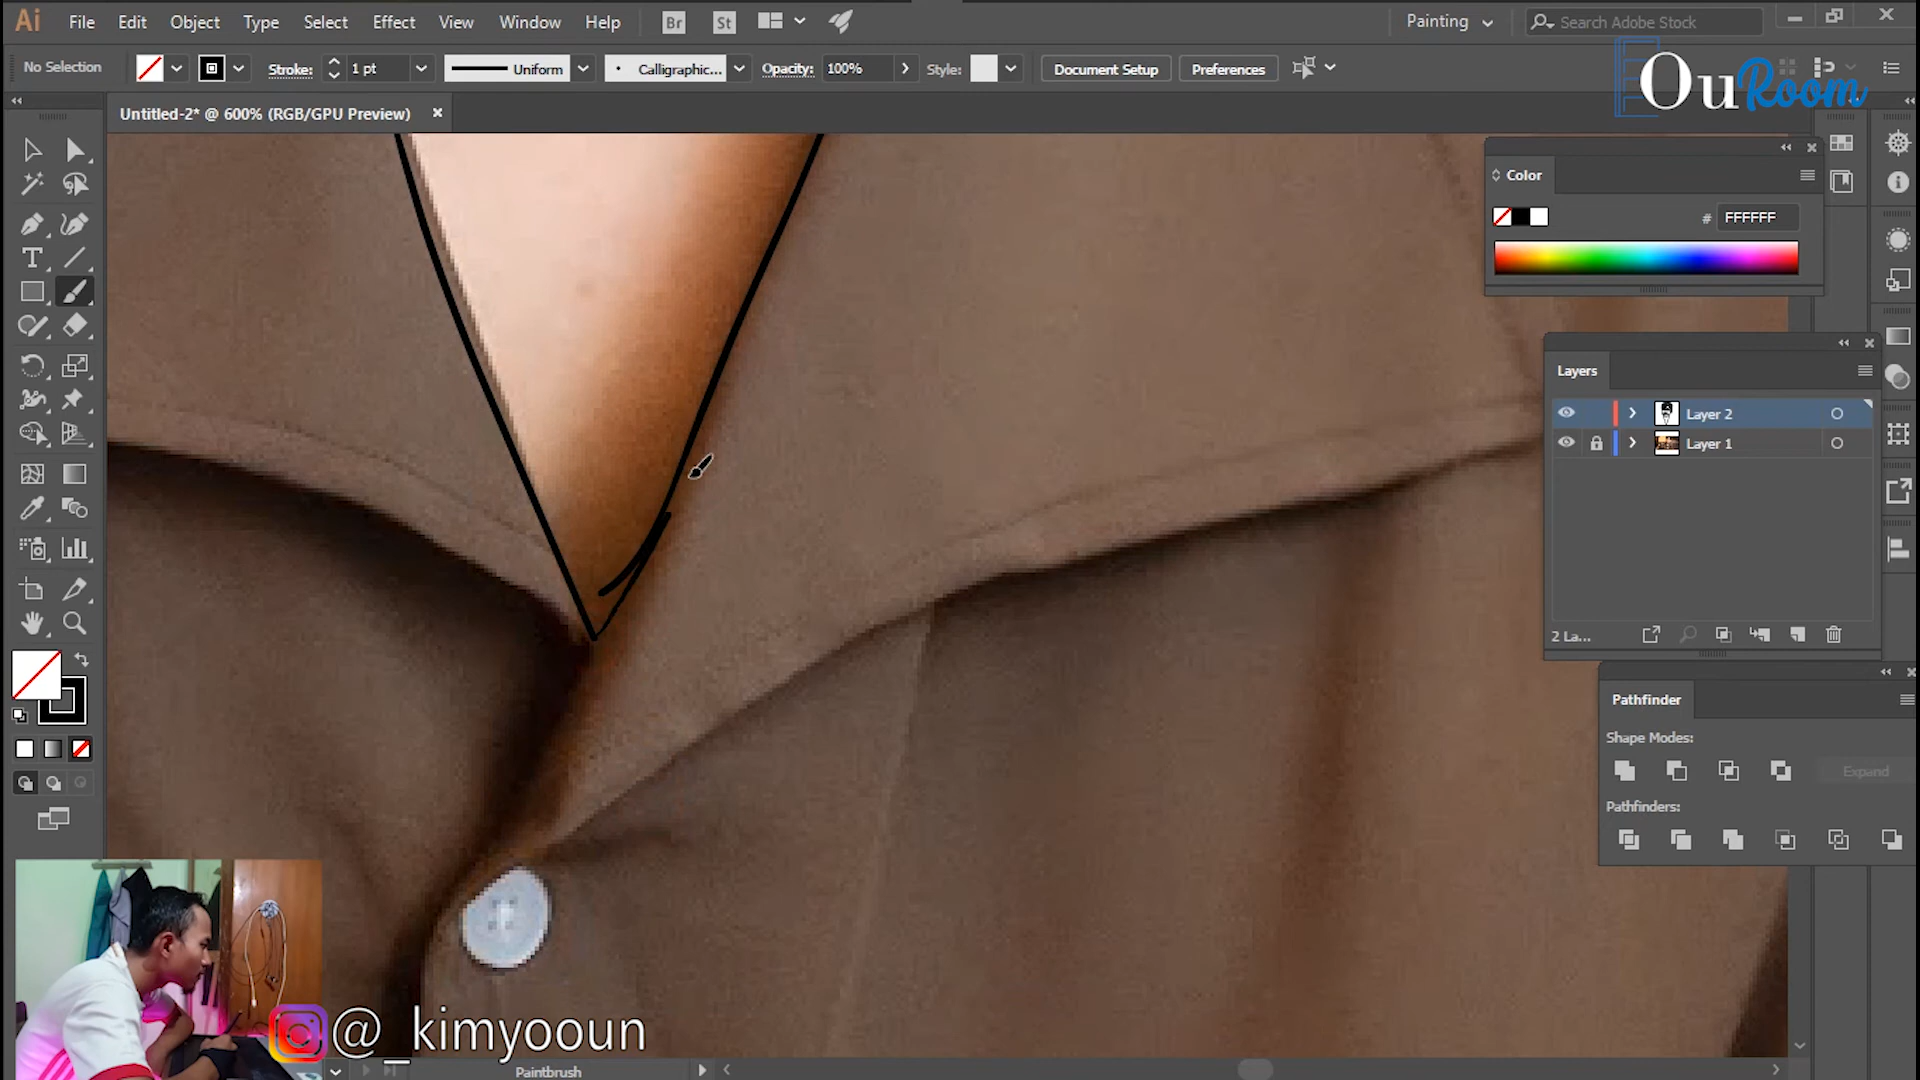 Ai File Edit Object Type Select Effect View Window Help Br St Painting Search Adobe Stock
No Selection Stroke: 1 pt Uniform Calligraphic... Opacity: 100% Style: Document Setup Preferences
OuRoom
Untitled-2* @ 600% (RGB/GPU Preview)
Color
# FFFFFF
Layers
Layer 2
Layer 1
2 La...
Pathfinder
Shape Modes:
Expand
Pathfinders:
@_kimyooun
Paintbrush